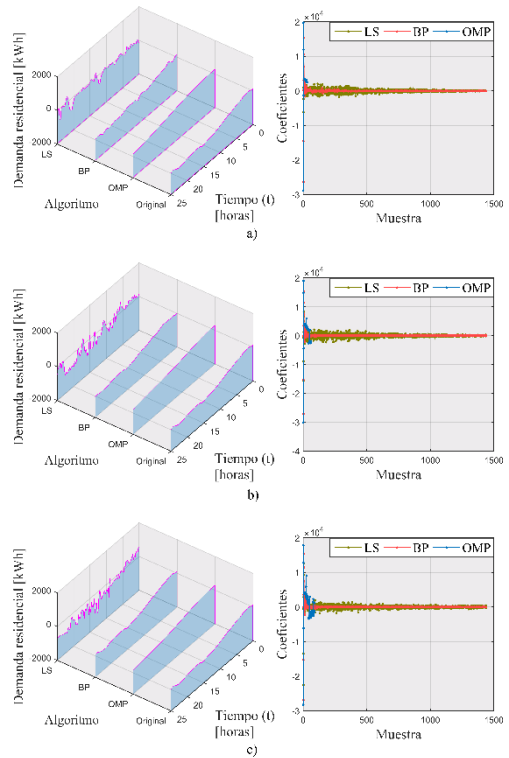 2000
0
2000
Demanda residencial [kWh]
LS
BP
OMP
Original
Algoritmo
0
5
10
15
20
25
Tiempo (t)
[horas]
2
×10⁴
LS BP OMP
1
0
-1
-2
-3
Coeficientes
0 500 1000 1500
Muestra
a)
2000
0
2000
Demanda residencial [kWh]
LS
BP
OMP
Original
Algoritmo
0
5
10
15
20
25
Tiempo (t)
[horas]
2
×10⁴
LS BP OMP
1
0
-1
-2
-3
-4
Coeficientes
0 500 1000 1500
Muestra
b)
2000
0
2000
Demanda residencial [kWh]
LS
BP
OMP
Original
Algoritmo
0
5
10
15
20
25
Tiempo (t)
[horas]
2
×10⁴
LS BP OMP
1
0
-1
-2
-3
Coeficientes
0 500 1000 1500
Muestra
c)